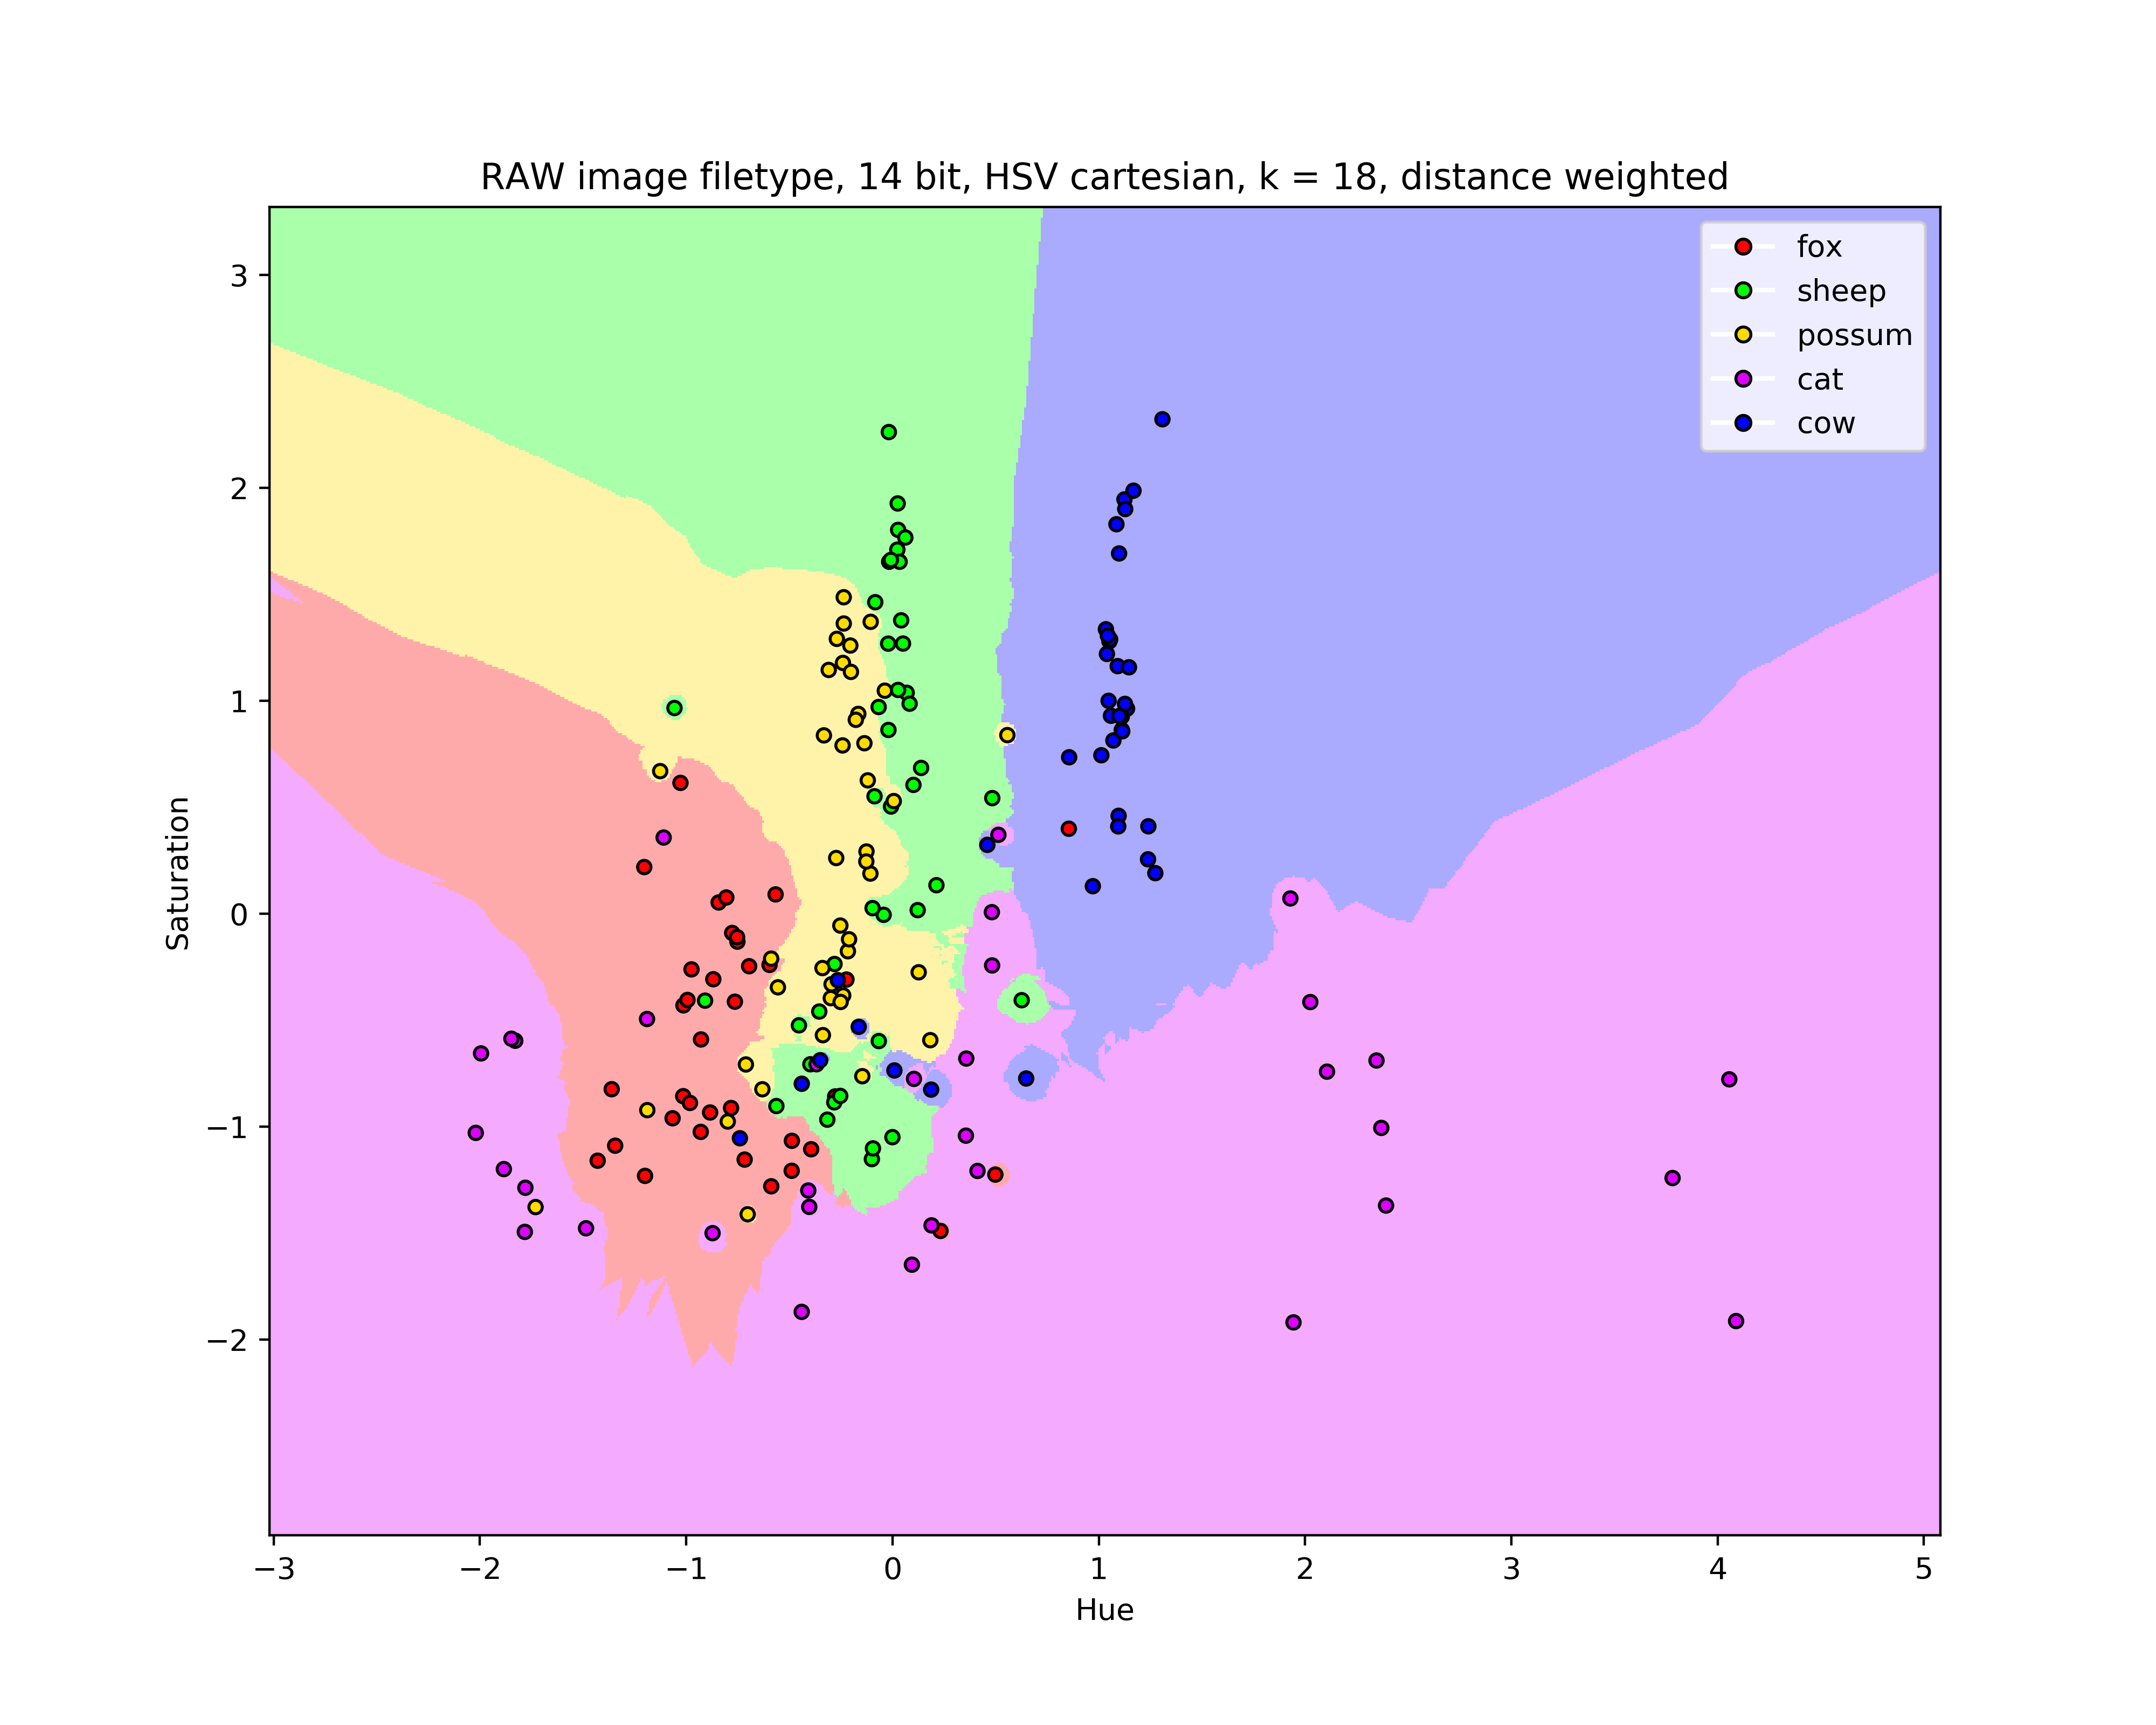 RAW image filetype, 14 bit, HSV cartesian, k = 18, distance weighted
fox
sheep
possum
cat
cow
3
2
1
0
−1
−2
Saturation
−3 −2 −1 0 1 2 3 4 5
Hue